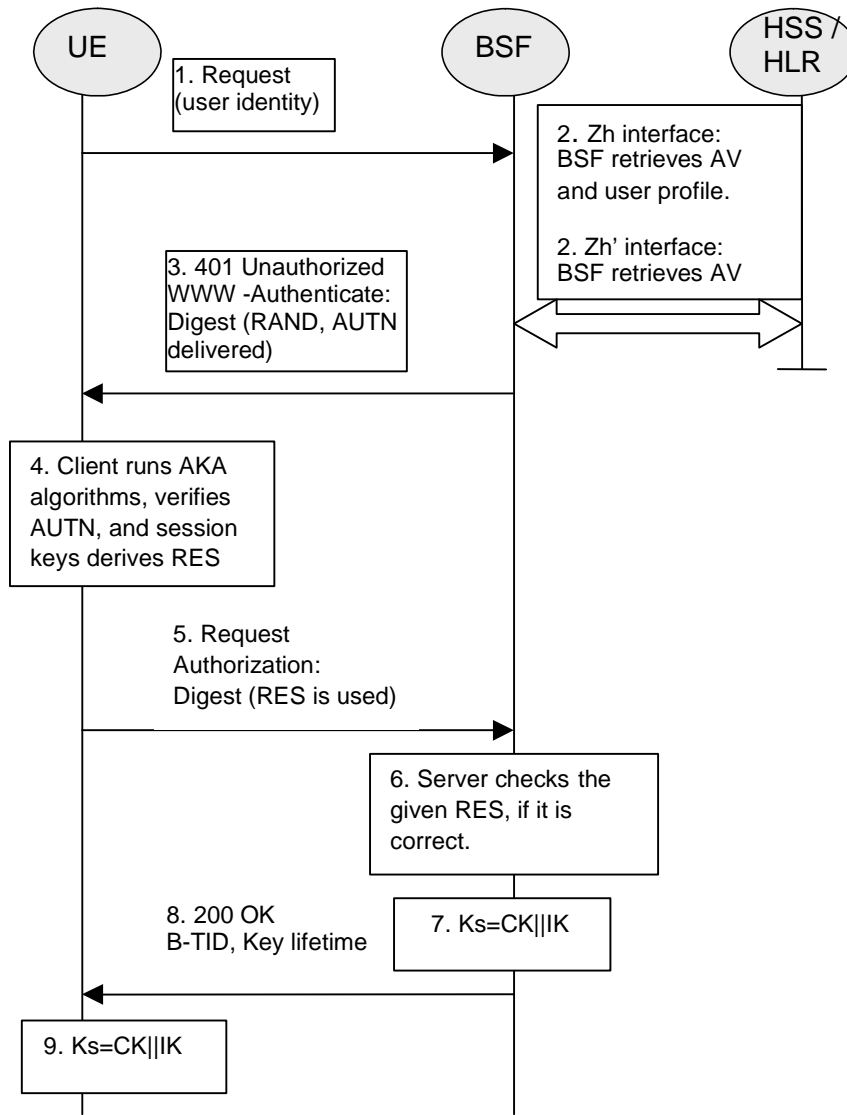 UE
BSF
HSS /
HLR
1. Request
(user identity)
2. Zh interface:
BSF retrieves AV
and user profile.
2. Zh’ interface:
BSF retrieves AV
3. 401 Unauthorized
WWW -Authenticate:
Digest (RAND, AUTN
delivered)
4. Client runs AKA
algorithms, verifies
AUTN, and session
keys derives RES
5. Request
Authorization:
Digest (RES is used)
6. Server checks the
given RES, if it is
correct.
7. Ks=CK||IK
8. 200 OK
B-TID, Key lifetime
9. Ks=CK||IK